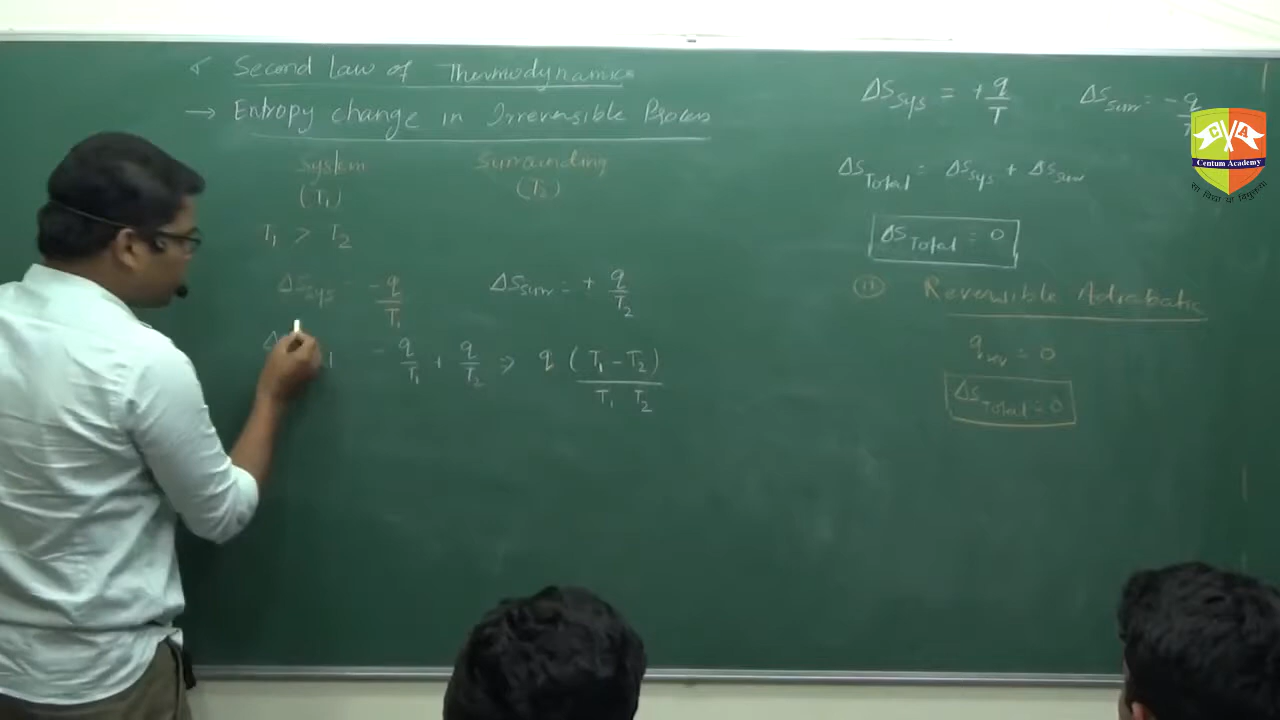 Second law of Thermodynamics
→ Entropy change in Irreversible Process
System Surrounding
(T₁) (T₂)
T₁ > T₂
ΔS_sys = -q/T₁ ΔS_surr = + q/T₂
- q/T₁ + q/T₂ ⇒ q (T₁ - T₂)/T₁ T₂
ΔS_sys = +q/T ΔS_surr = -q/T
ΔS_Total = ΔS_sys + ΔS_surr
ΔS_Total = 0
(ii) Reversible Adiabatic
q_rev = 0
ΔS_Total = 0
C A
Centum Academy